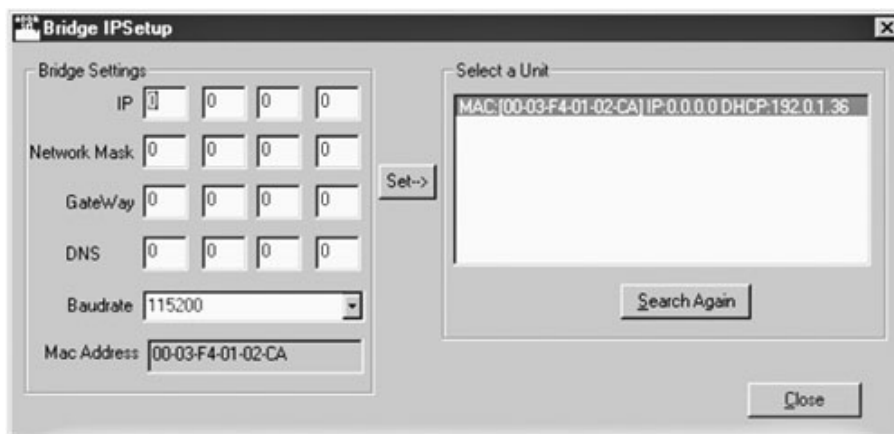 Bridge IPSetup
Bridge Settings
IP 0 0 0 0
Network Mask 0 0 0 0
GateWay 0 0 0 0
DNS 0 0 0 0
Baudrate 115200
Mac Address 00-03-F4-01-02-CA
Set-->
Select a Unit
MAC:[00-03-F4-01-02-CA] IP:0.0.0.0 DHCP:192.0.1.36
Search Again
Close